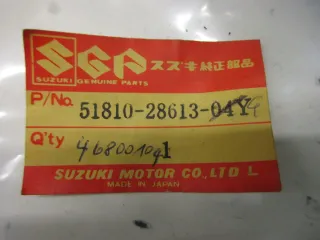 SGP スズキ純正部品
SUZUKI GENUINE PARTS
P/No. 51810-28613-04Y
Q'ty 1
SUZUKI MOTOR CO.,LTD L
MADE IN JAPAN